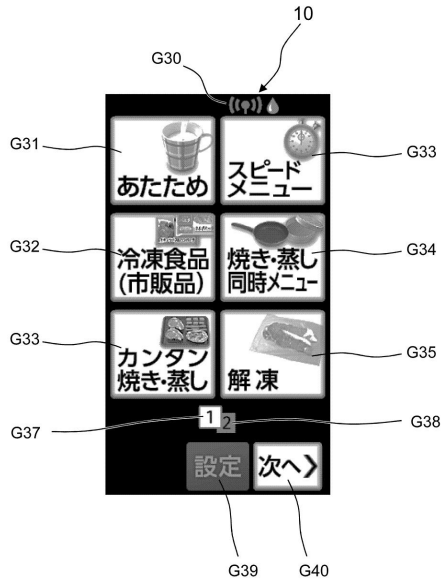 10
G30
G31
あたため
スピード
メニュー
G33
G32
冷凍食品
(市販品)
焼き・蒸し
同時メニュー
G34
G33
カンタン
焼き・蒸し
解凍
G35
G37
1
2
G38
設定
次へ❯
G39
G40